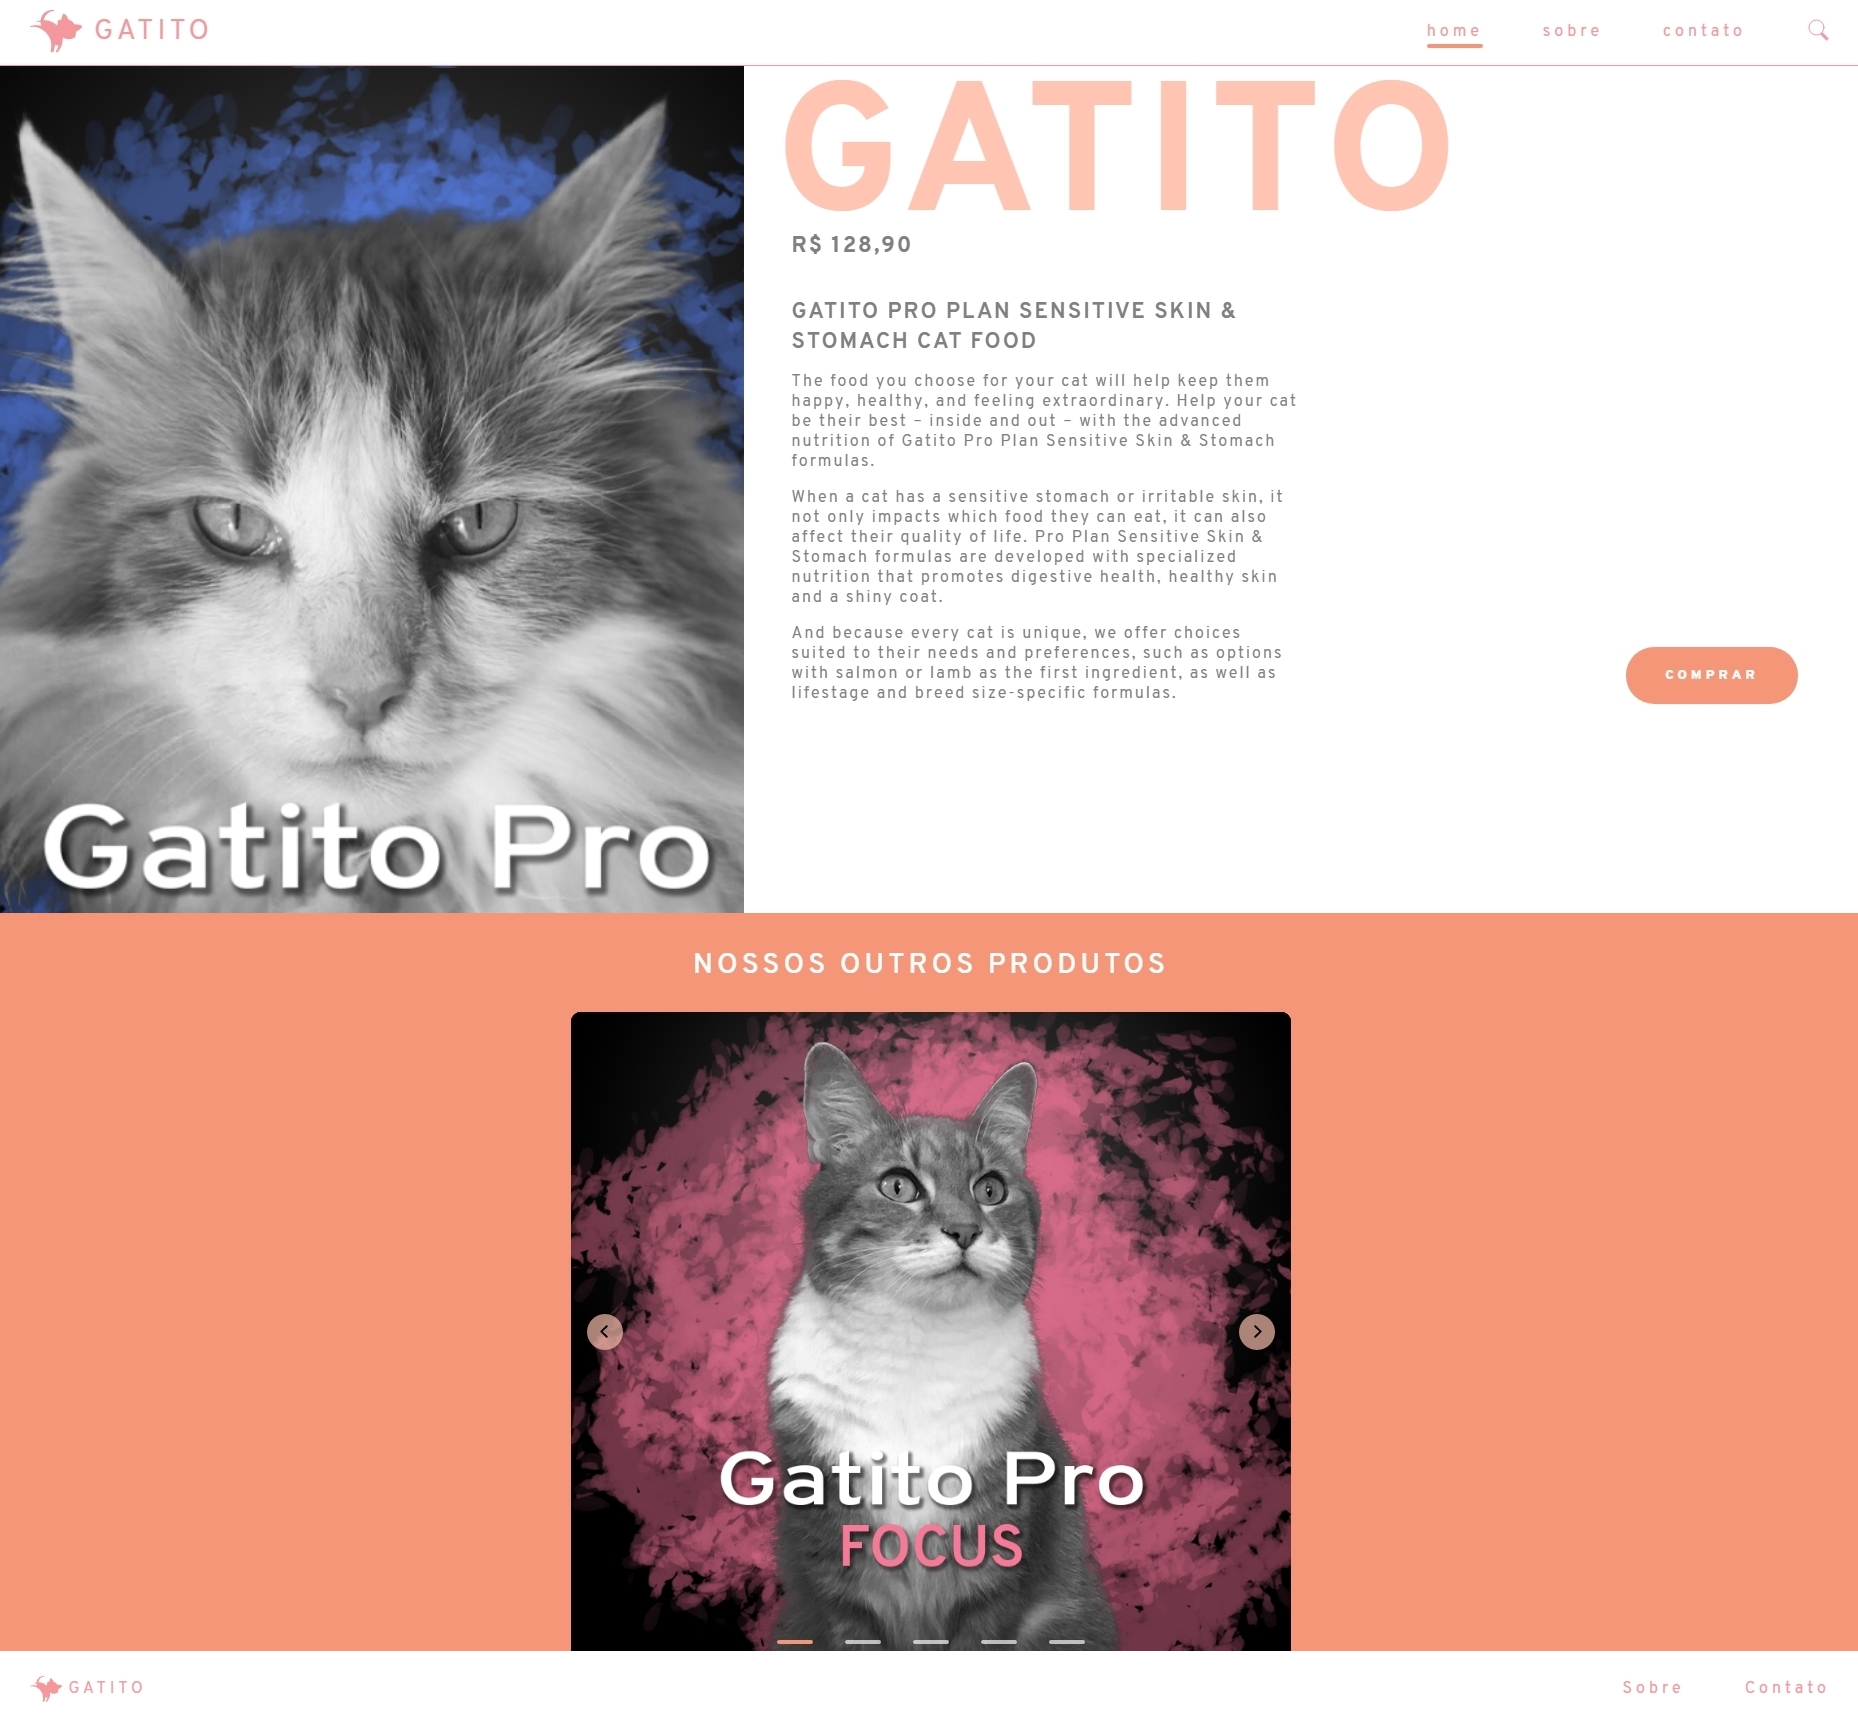 GATITO
home sobre contato
GATITO
R$ 128,90
GATITO PRO PLAN SENSITIVE SKIN &
STOMACH CAT FOOD
The food you choose for your cat will help keep them
happy, healthy, and feeling extraordinary. Help your cat
be their best – inside and out – with the advanced
nutrition of Gatito Pro Plan Sensitive Skin & Stomach
formulas.
When a cat has a sensitive stomach or irritable skin, it
not only impacts which food they can eat, it can also
affect their quality of life. Pro Plan Sensitive Skin &
Stomach formulas are developed with specialized
nutrition that promotes digestive health, healthy skin
and a shiny coat.
And because every cat is unique, we offer choices
suited to their needs and preferences, such as options
with salmon or lamb as the first ingredient, as well as
lifestage and breed size-specific formulas.
COMPRAR
Gatito Pro
NOSSOS OUTROS PRODUTOS
Gatito Pro
FOCUS
GATITO
Sobre Contato